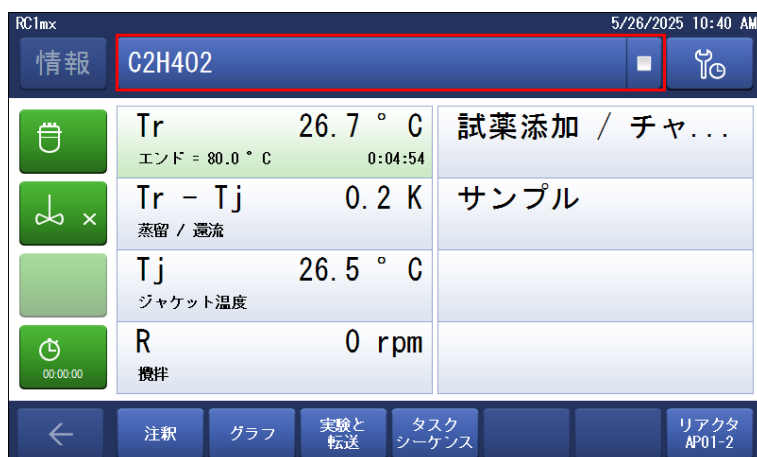 RC1mx 5/26/2025 10:40 AM
情報 C2H4O2
Tr 26.7 °C
エンド = 80.0 °C 0:04:54
試薬添加 / チャ...
Tr - Tj 0.2 K
蒸留 / 還流
サンプル
Tj 26.5 °C
ジャケット温度
R 0 rpm
攪拌
00:00:00
注釈 グラフ 実験と タスク リアクタ
転送 シーケンス AP01-2